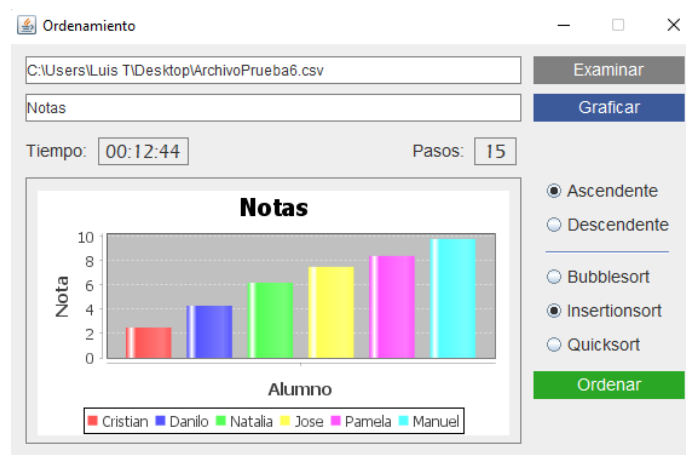 Ordenamiento
C:\Users\Luis T\Desktop\ArchivoPrueba6.csv
Examinar
Notas
Graficar
Tiempo: 00:12:44 Pasos: 15
Notas
10
8
6
4
2
0
Nota
Alumno
Cristian Danilo Natalia Jose Pamela Manuel
Ascendente
Descendente
Bubblesort
Insertionsort
Quicksort
Ordenar